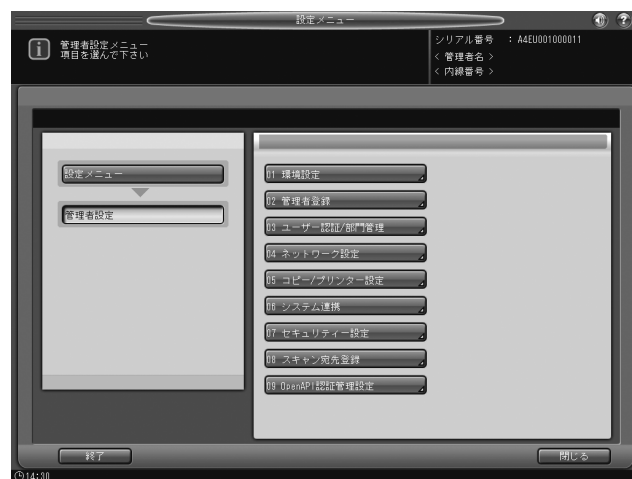 設定メニュー
管理者設定メニュー
項目を選んで下さい
シリアル番号 : A4EU001000011
< 管理者名 >
< 内線番号 >
設定メニュー
管理者設定
01 環境設定
02 管理者登録
03 ユーザー認証/部門管理
04 ネットワーク設定
05 コピー/プリンター設定
06 システム連携
07 セキュリティー設定
08 スキャン宛先登録
09 OpenAPI認証管理設定
終了
閉じる
14:30